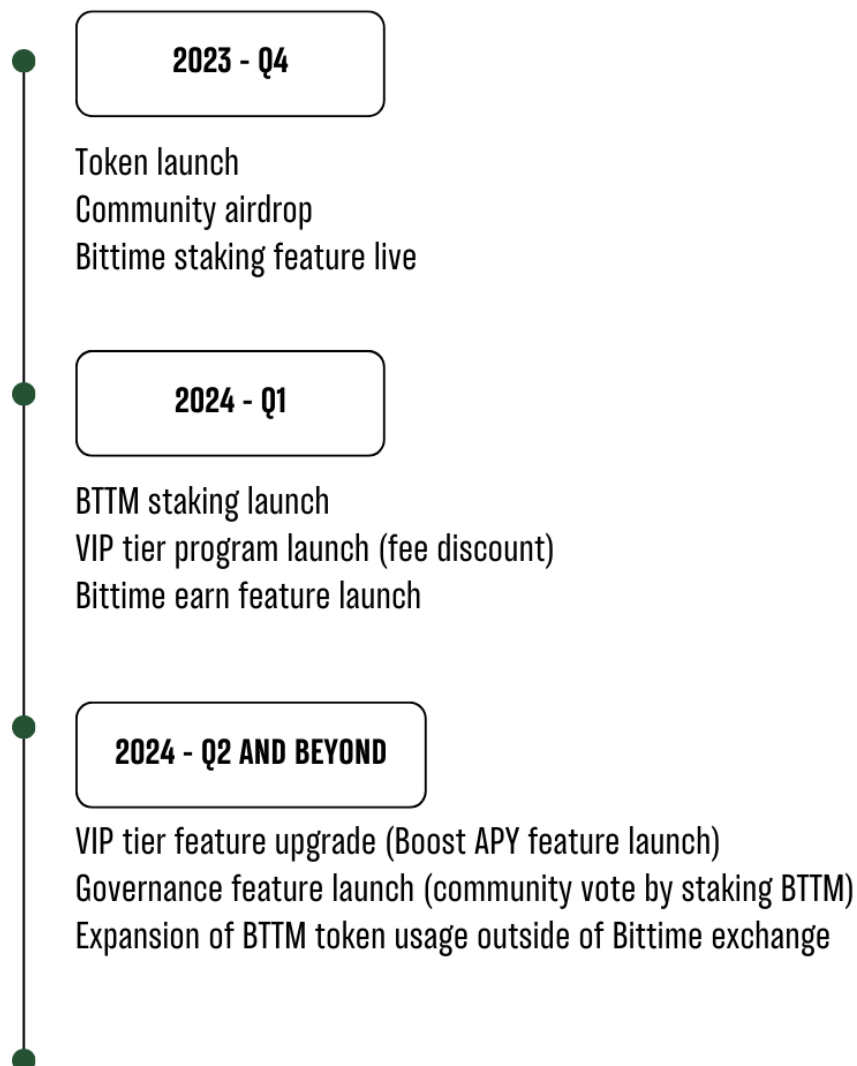 2023 - Q4
Token launch
Community airdrop
Bittime staking feature live
2024 - Q1
BTTM staking launch
VIP tier program launch (fee discount)
Bittime earn feature launch
2024 - Q2 AND BEYOND
VIP tier feature upgrade (Boost APY feature launch)
Governance feature launch (community vote by staking BTTM)
Expansion of BTTM token usage outside of Bittime exchange